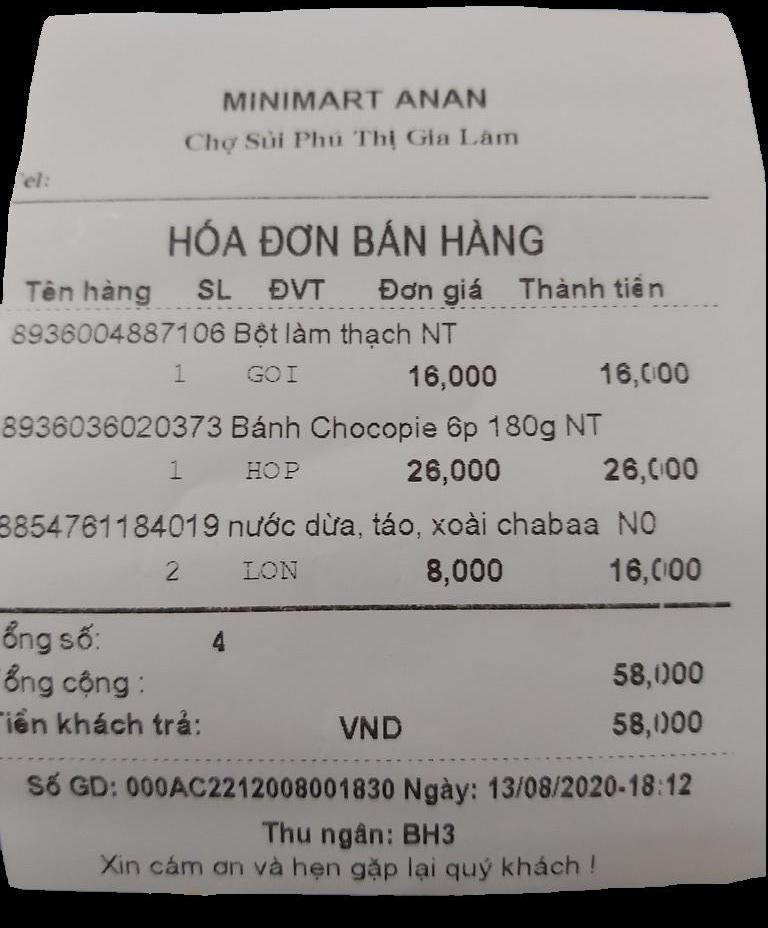 MINIMART ANAN
Chợ Sủi Phú Thị Gia Lâm
el:
HÓA ĐƠN BÁN HÀNG
Tên hàng SL ĐVT Đơn giá Thành tiền
8936004887106 Bột làm thạch NT
1 GOI 16,000 16,000
8936036020373 Bánh Chocopie 6p 180g NT
1 HOP 26,000 26,000
8854761184019 nước dừa, táo, xoài chabaa NO
2 LON 8,000 16,000
ổng số: 4
ổng cộng : 58,000
Tiền khách trả: VND 58,000
Số GD: 000AC2212008001830 Ngày: 13/08/2020-18:12
Thu ngân: BH3
Xin cám ơn và hẹn gặp lại quý khách !